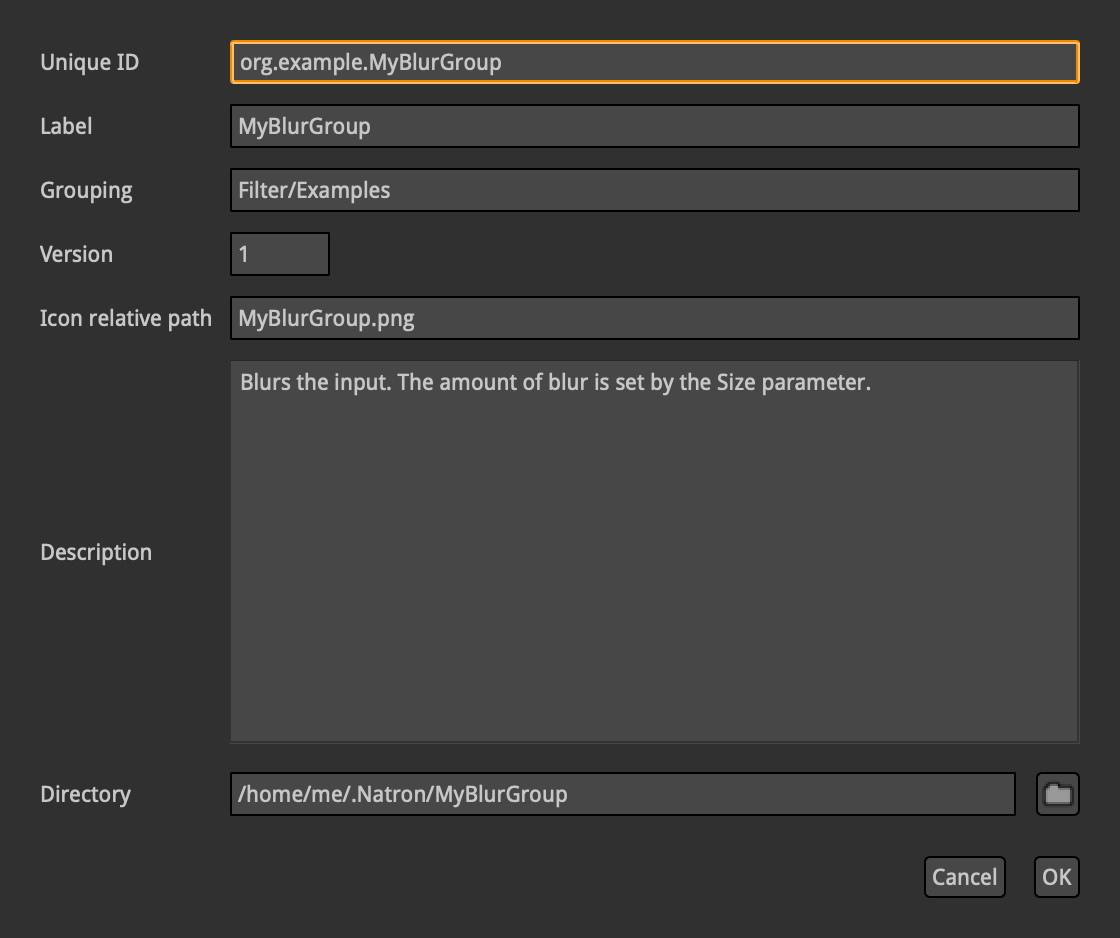 Unique ID org.example.MyBlurGroup
Label MyBlurGroup
Grouping Filter/Examples
Version 1
Icon relative path MyBlurGroup.png
Description Blurs the input. The amount of blur is set by the Size parameter.
Directory /home/me/.Natron/MyBlurGroup
Cancel OK